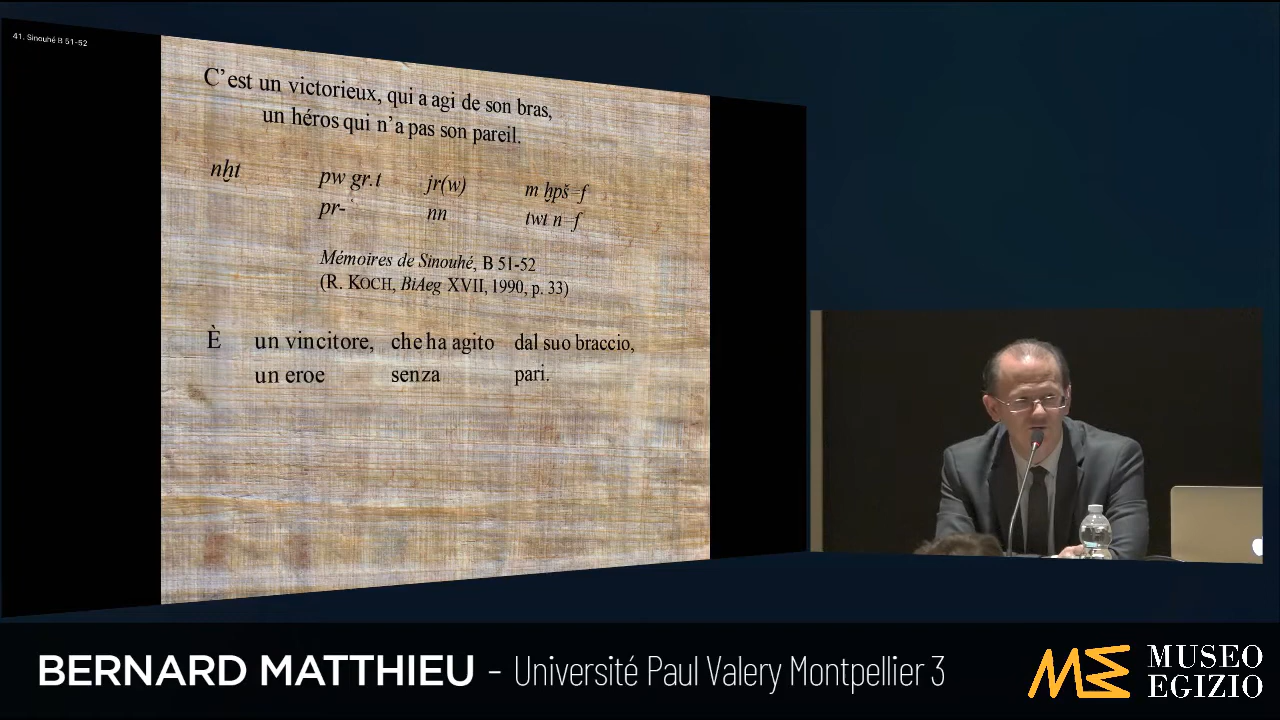 41. Sinouhé B 51-52
C’est un victorieux, qui a agi de son bras,
un héros qui n’a pas son pareil.
nḫt pw gr.t jr(w) m ḫpš=f
pr-ʿ nn twt n=f
Mémoires de Sinouhé, B 51-52
(R. KOCH, BiAeg XVII, 1990, p. 33)
È un vincitore, che ha agito dal suo braccio,
un eroe senza pari.
BERNARD MATTHIEU - Université Paul Valery Montpellier 3
MUSEO
EGIZIO